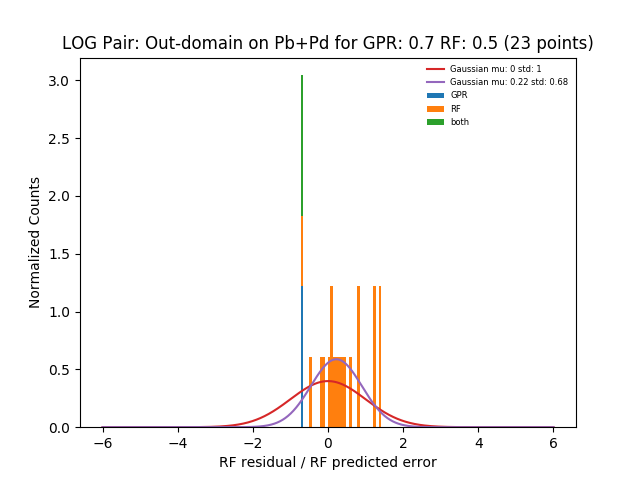 LOG Pair: Out-domain on Pb+Pd for GPR: 0.7 RF: 0.5 (23 points)
Gaussian mu: 0 std: 1
Gaussian mu: 0.22 std: 0.68
GPR
RF
both
Normalized Counts
3.0
2.5
2.0
1.5
1.0
0.5
0.0
−6 −4 −2 0 2 4 6
RF residual / RF predicted error